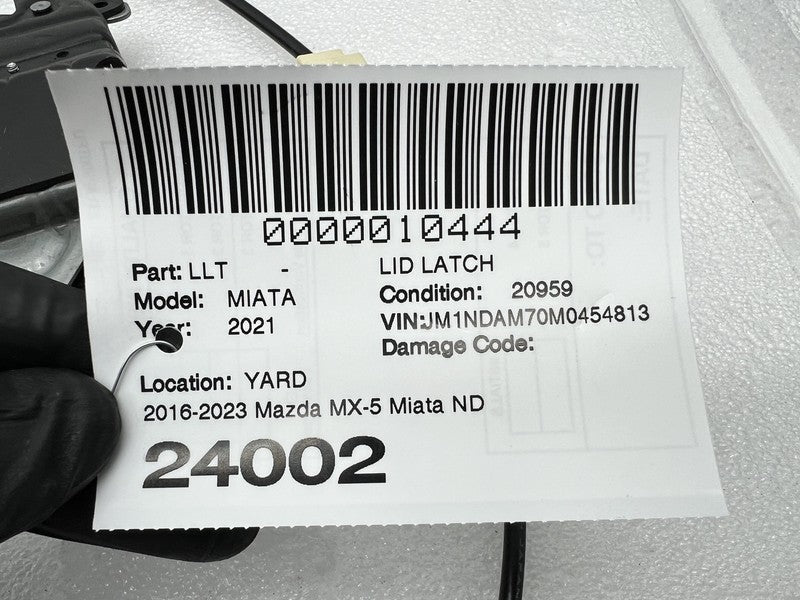 0000010444
Part: LLT - LID LATCH
Model: MIATA Condition: 20959
Year: 2021 VIN:JM1NDAM70M0454813
Damage Code:
Location: YARD
2016-2023 Mazda MX-5 Miata ND
24002